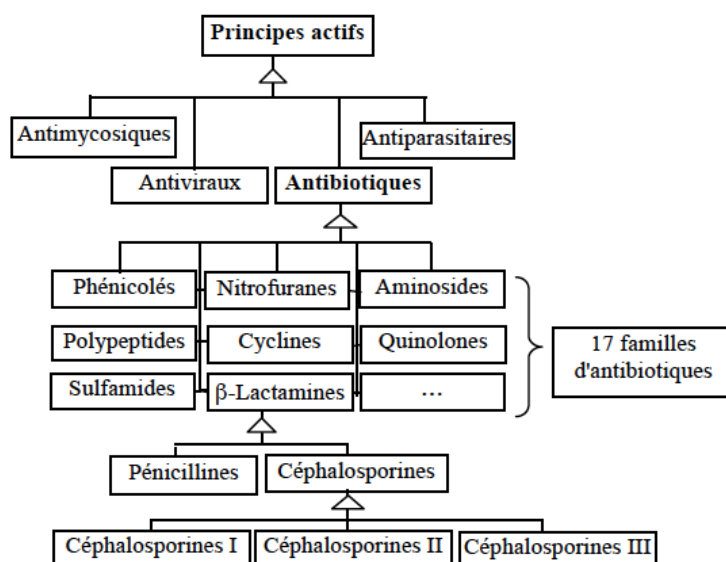 Principes actifs
Antimycosiques
Antiparasitaires
Antiviraux
Antibiotiques
Phénicolés
Nitrofuranes
Aminosides
Polypeptides
Cyclines
Quinolones
Sulfamides
β-Lactamines
...
17 familles
d'antibiotiques
Pénicillines
Céphalosporines
Céphalosporines I
Céphalosporines II
Céphalosporines III